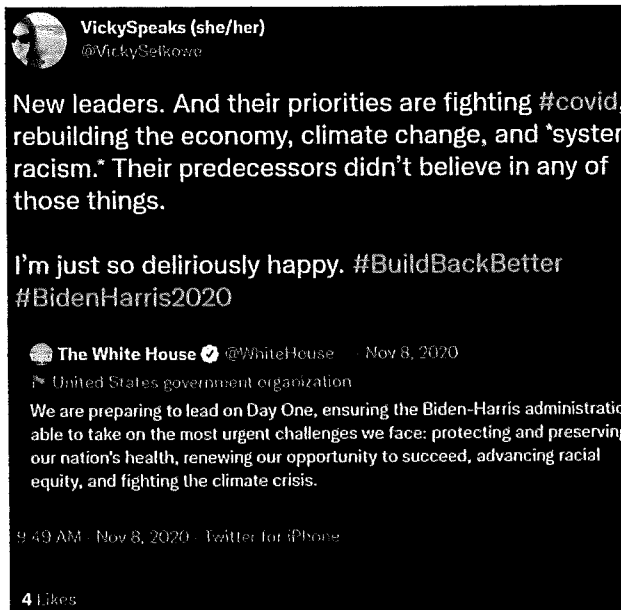 VickySpeaks (she/her)
@VickySelkowe
New leaders. And their priorities are fighting #covid,
rebuilding the economy, climate change, and *system
racism.* Their predecessors didn't believe in any of
those things.
I'm just so deliriously happy. #BuildBackBetter
#BidenHarris2020
The White House @WhiteHouse · Nov 8, 2020
United States government organization
We are preparing to lead on Day One, ensuring the Biden-Harris administratio
able to take on the most urgent challenges we face: protecting and preserving
our nation's health, renewing our opportunity to succeed, advancing racial
equity, and fighting the climate crisis.
9:49 AM · Nov 8, 2020 · Twitter for iPhone
4 Likes